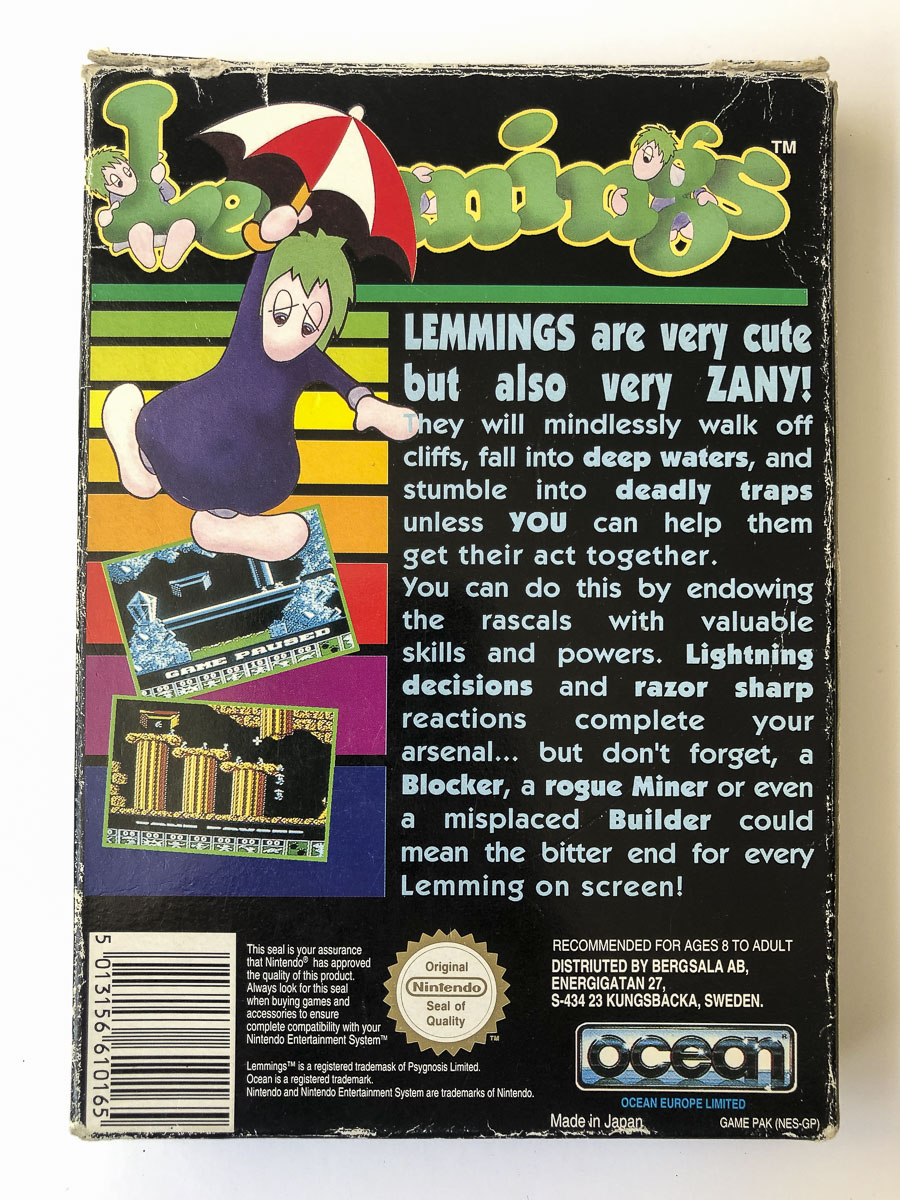 Lemmings™
LEMMINGS are very cute
but also very ZANY!
They will mindlessly walk off
cliffs, fall into deep waters, and
stumble into deadly traps
unless YOU can help them
get their act together.
You can do this by endowing
the rascals with valuable
skills and powers. Lightning
decisions and razor sharp
reactions complete your
arsenal... but don't forget, a
Blocker, a rogue Miner or even
a misplaced Builder could
mean the bitter end for every
Lemming on screen!
GAME PAUSED
5 013156 610165
This seal is your assurance
that Nintendo® has approved
the quality of this product.
Always look for this seal
when buying games and
accessories to ensure
complete compatibility with your
Nintendo Entertainment System™
Original
Nintendo
Seal of
Quality
™
Lemmings™ is a registered trademask of Psygnosis Limited.
Ocean is a registered trademark.
Nintendo and Nintendo Entertainment System are trademarks of Nintendo.
RECOMMENDED FOR AGES 8 TO ADULT
DISTRIUTED BY BERGSALA AB,
ENERGIGATAN 27,
S-434 23 KUNGSBACKA, SWEDEN.
ocean®
OCEAN EUROPE LIMITED
Made in Japan
GAME PAK (NES-GP)